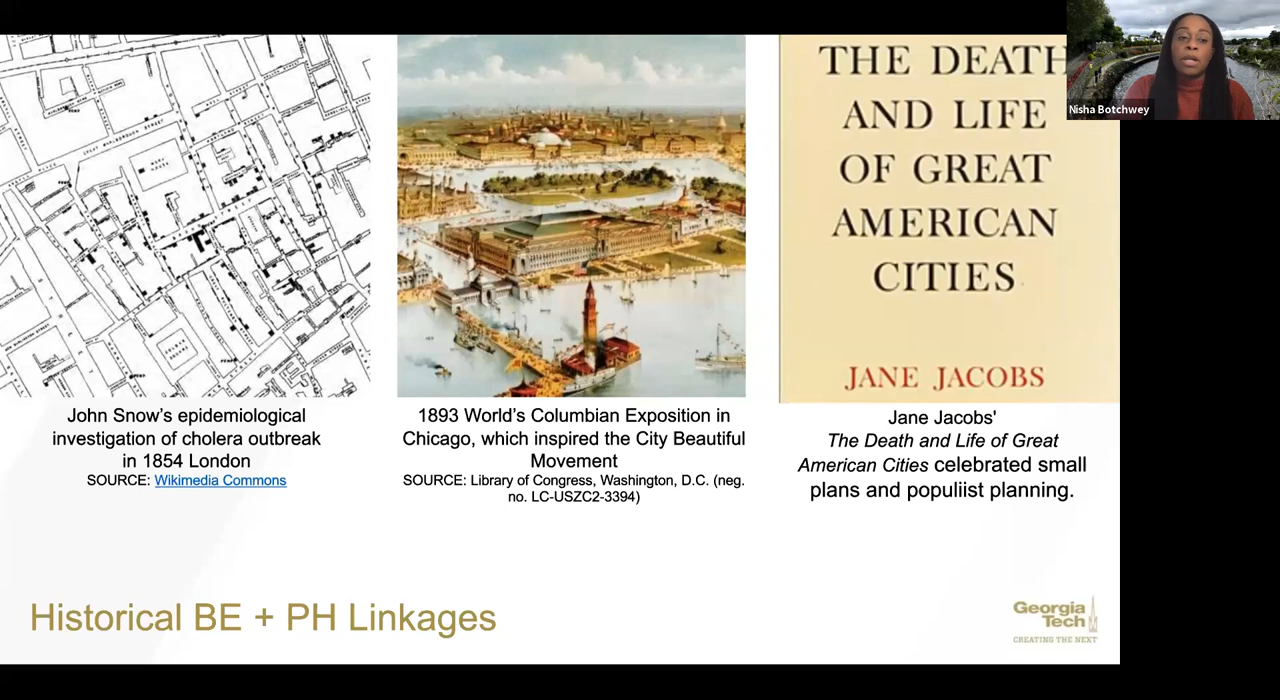 THE DEATH
AND LIFE
OF GREAT
AMERICAN
CITIES
JANE JACOBS
Nisha Botchwey
John Snow's epidemiological
investigation of cholera outbreak
in 1854 London
SOURCE: Wikimedia Commons
1893 World's Columbian Exposition in
Chicago, which inspired the City Beautiful
Movement
SOURCE: Library of Congress, Washington, D.C. (neg.
no. LC-USZC2-3394)
Jane Jacobs'
The Death and Life of Great
American Cities celebrated small
plans and populiist planning.
Historical BE + PH Linkages
Georgia
Tech
CREATING THE NEXT